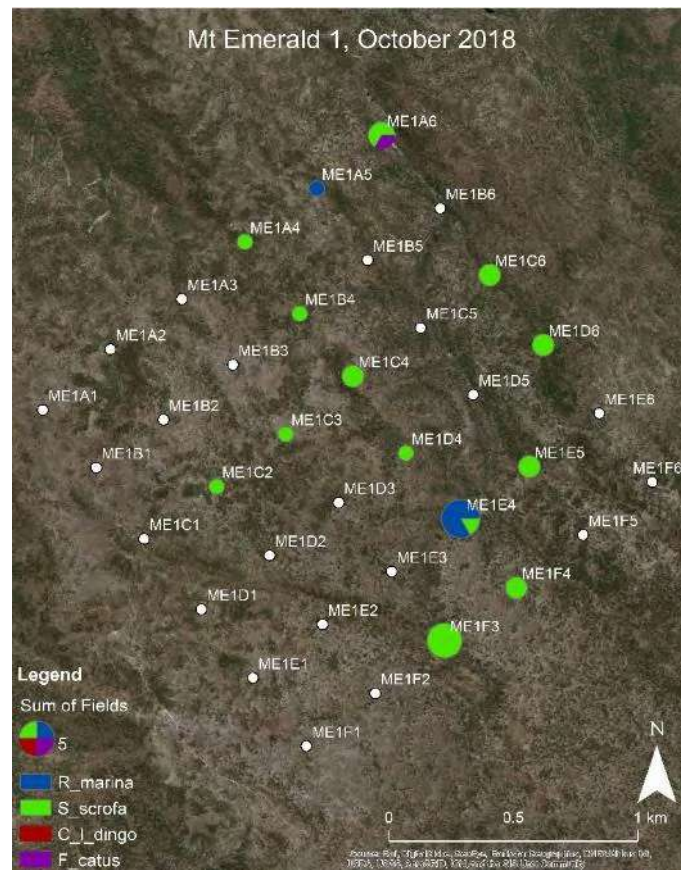 Mt Emerald 1, October 2018
ME1A6
ME1A5
ME1B6
ME1A4
ME1B5
ME1C6
ME1A3
ME1B4
ME1C5
ME1A2
ME1D6
ME1B3
ME1C4
ME1D5
ME1A1
ME1E6
ME1B2
ME1C3
ME1D4
ME1B1
ME1E5
ME1F6
ME1C2
ME1D3
ME1E4
ME1C1
ME1F5
ME1D2
ME1E3
ME1F4
ME1D1
ME1E2
ME1F3
ME1E1
ME1F2
ME1F1
Legend
Sum of Fields
5
R_marina
S_scrofa
C_l_dingo
F_catus
N
0 0.5 1 km